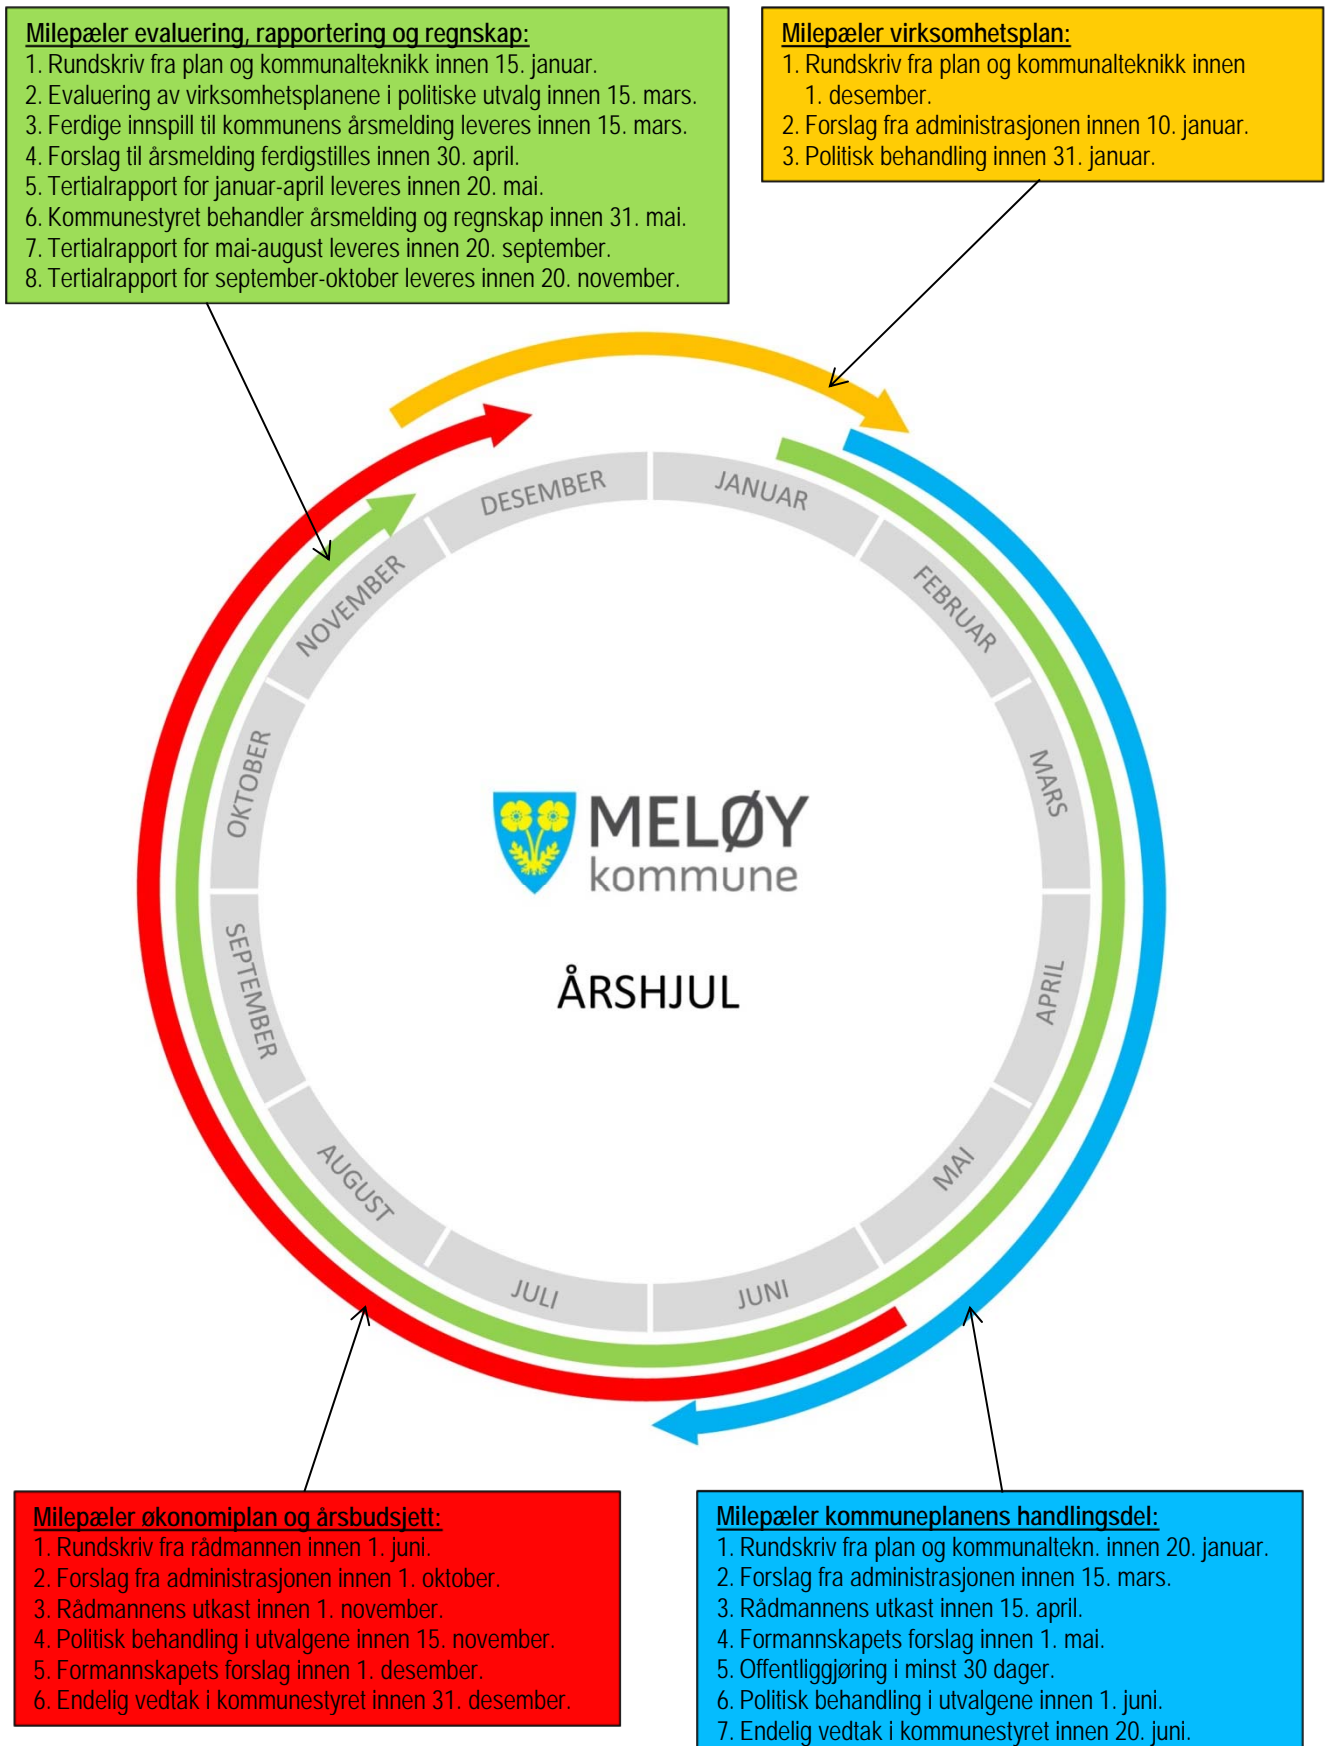 Milepæler evaluering, rapportering og regnskap:
1. Rundskriv fra plan og kommunalteknikk innen 15. januar.
2. Evaluering av virksomhetsplanene i politiske utvalg innen 15. mars.
3. Ferdige innspill til kommunens årsmelding leveres innen 15. mars.
4. Forslag til årsmelding ferdigstilles innen 30. april.
5. Tertialrapport for januar-april leveres innen 20. mai.
6. Kommunestyret behandler årsmelding og regnskap innen 31. mai.
7. Tertialrapport for mai-august leveres innen 20. september.
8. Tertialrapport for september-oktober leveres innen 20. november.
Milepæler virksomhetsplan:
1. Rundskriv fra plan og kommunalteknikk innen
1. desember.
2. Forslag fra administrasjonen innen 10. januar.
3. Politisk behandling innen 31. januar.
JANUAR
FEBRUAR
MARS
APRIL
MAI
JUNI
JULI
AUGUST
SEPTEMBER
OKTOBER
NOVEMBER
DESEMBER
MELØY
kommune
ÅRSHJUL
Milepæler økonomiplan og årsbudsjett:
1. Rundskriv fra rådmannen innen 1. juni.
2. Forslag fra administrasjonen innen 1. oktober.
3. Rådmannens utkast innen 1. november.
4. Politisk behandling i utvalgene innen 15. november.
5. Formannskapets forslag innen 1. desember.
6. Endelig vedtak i kommunestyret innen 31. desember.
Milepæler kommuneplanens handlingsdel:
1. Rundskriv fra plan og kommunaltekn. innen 20. januar.
2. Forslag fra administrasjonen innen 15. mars.
3. Rådmannens utkast innen 15. april.
4. Formannskapets forslag innen 1. mai.
5. Offentliggjøring i minst 30 dager.
6. Politisk behandling i utvalgene innen 1. juni.
7. Endelig vedtak i kommunestyret innen 20. juni.